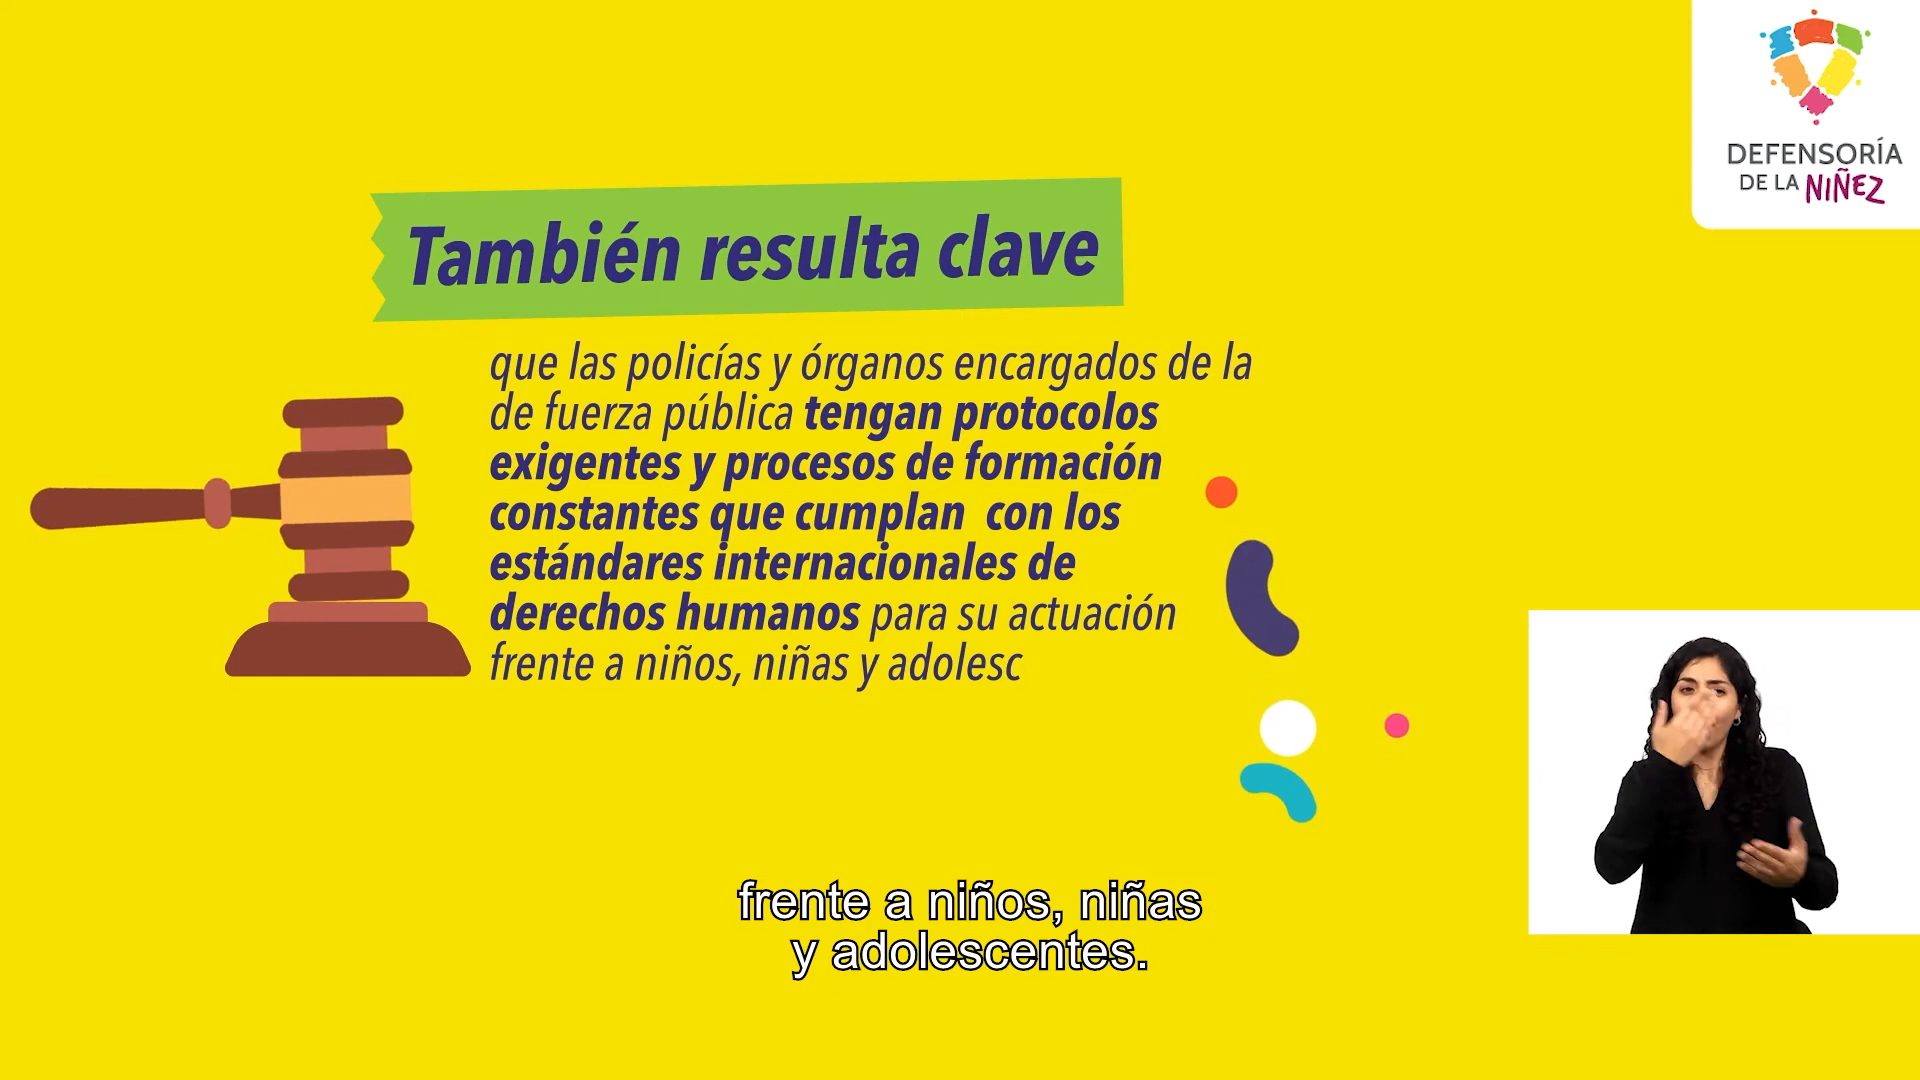 DEFENSORÍA
DE LA NIÑEZ
También resulta clave
que las policías y órganos encargados de la
de fuerza pública tengan protocolos
exigentes y procesos de formación
constantes que cumplan con los
estándares internacionales de
derechos humanos para su actuación
frente a niños, niñas y adolesc
frente a niños, niñas
y adolescentes.